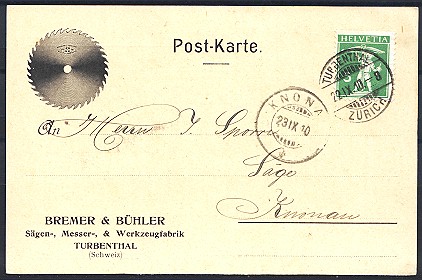 Post-Karte.
HELVETIA
TURBENTHAL
22.IX.10.
ZÜRICH
KNONAU
23.IX.10
An Herrn J. Sporri
Säge
Knonau
BREMER & BÜHLER
Sägen-, Messer-, & Werkzeugfabrik
TURBENTHAL
(Schweiz)